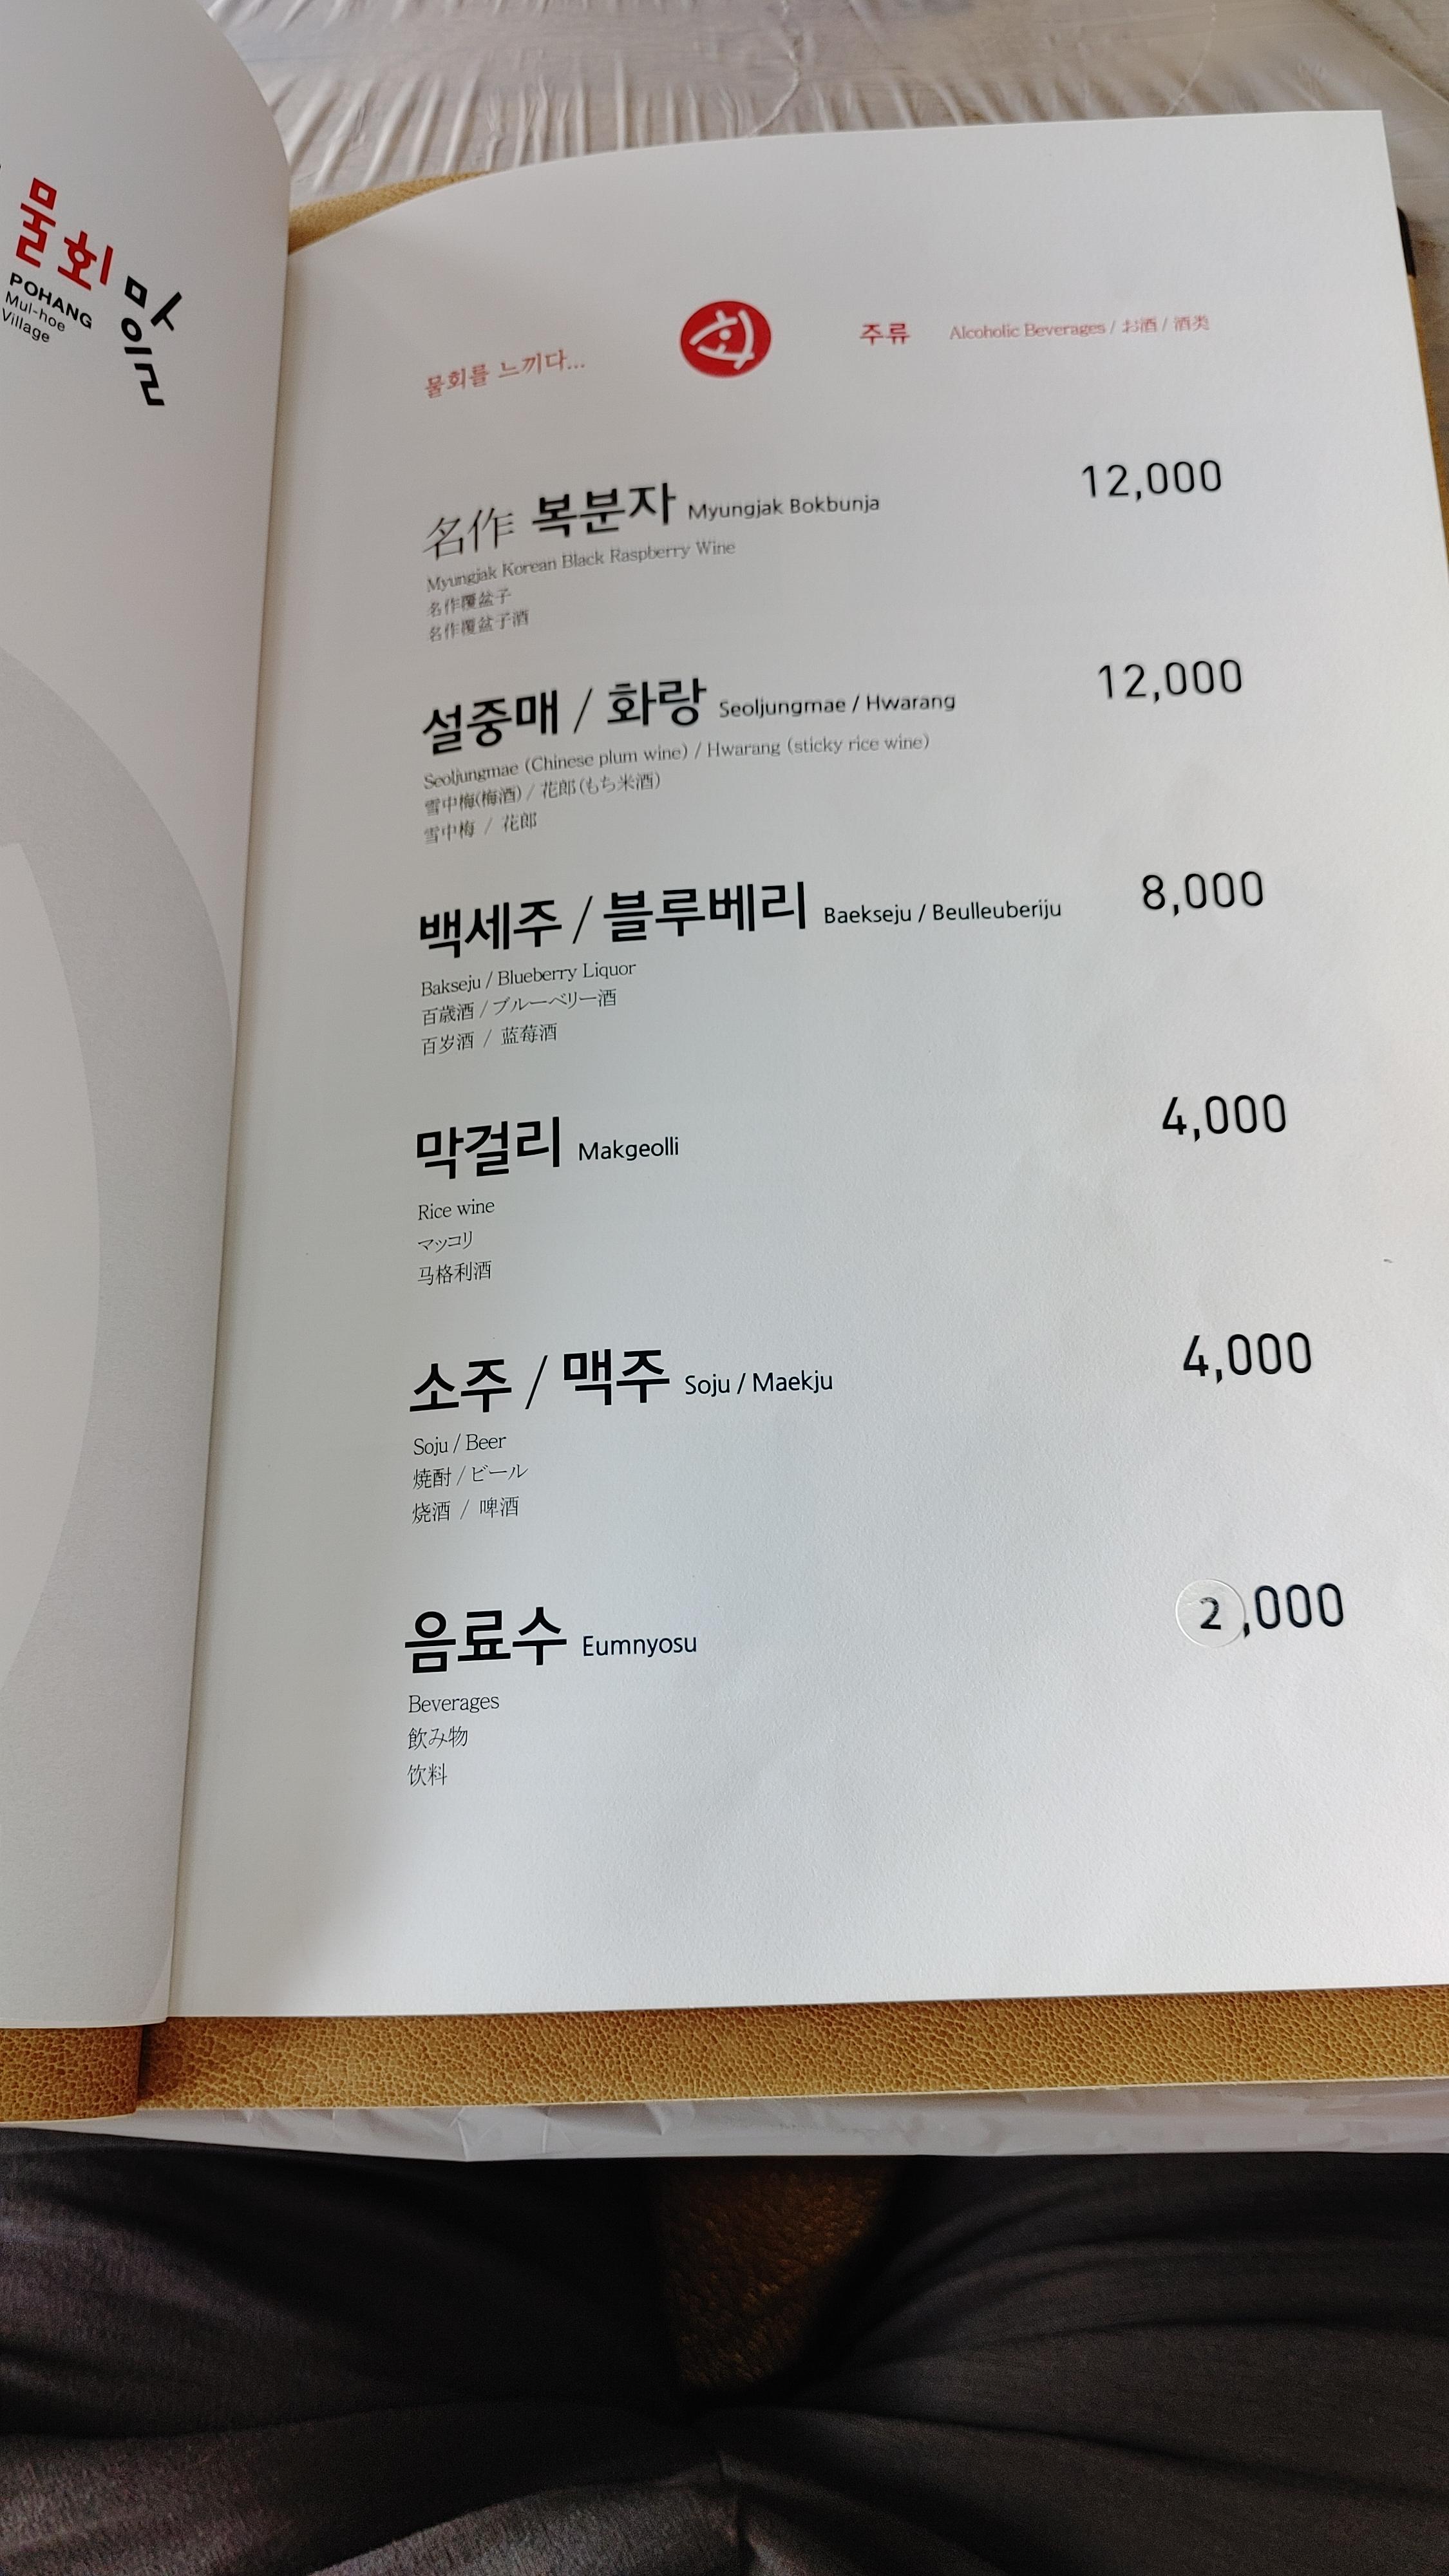 물회마을
POHANG
Mul-hoe
Village
물회를 느끼다...
회
주류 Alcoholic Beverages / お酒 / 酒类
名作 복분자 Myungjak Bokbunja 12,000
Myungjak Korean Black Raspberry Wine
名作覆盆子
名作覆盆子酒
설중매 / 화랑 Seoljungmae / Hwarang 12,000
Seoljungmae (Chinese plum wine) / Hwarang (sticky rice wine)
雪中梅(梅酒) / 花郎(もち米酒)
雪中梅 / 花郎
백세주 / 블루베리 Baekseju / Beulleuberiju 8,000
Bakseju / Blueberry Liquor
百歳酒 / ブルーベリー酒
百岁酒 / 蓝莓酒
막걸리 Makgeolli 4,000
Rice wine
マッコリ
马格利酒
소주 / 맥주 Soju / Maekju 4,000
Soju / Beer
焼酎 / ビール
烧酒 / 啤酒
음료수 Eumnyosu 2,000
Beverages
飲み物
饮料